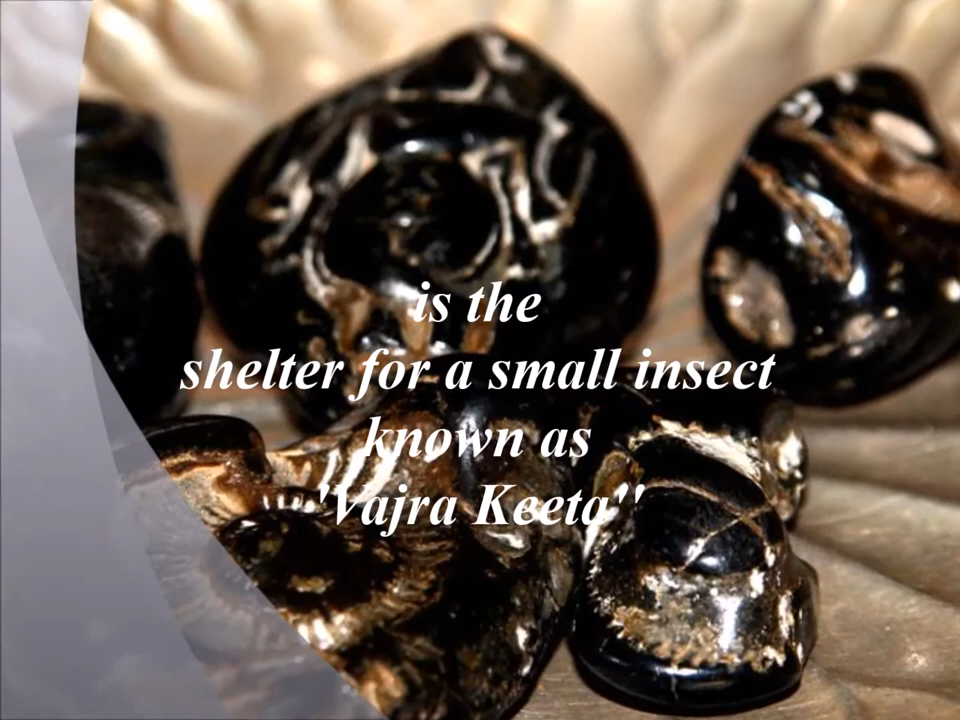 is the
shelter for a small insect
known as
'Vajra Keeta''